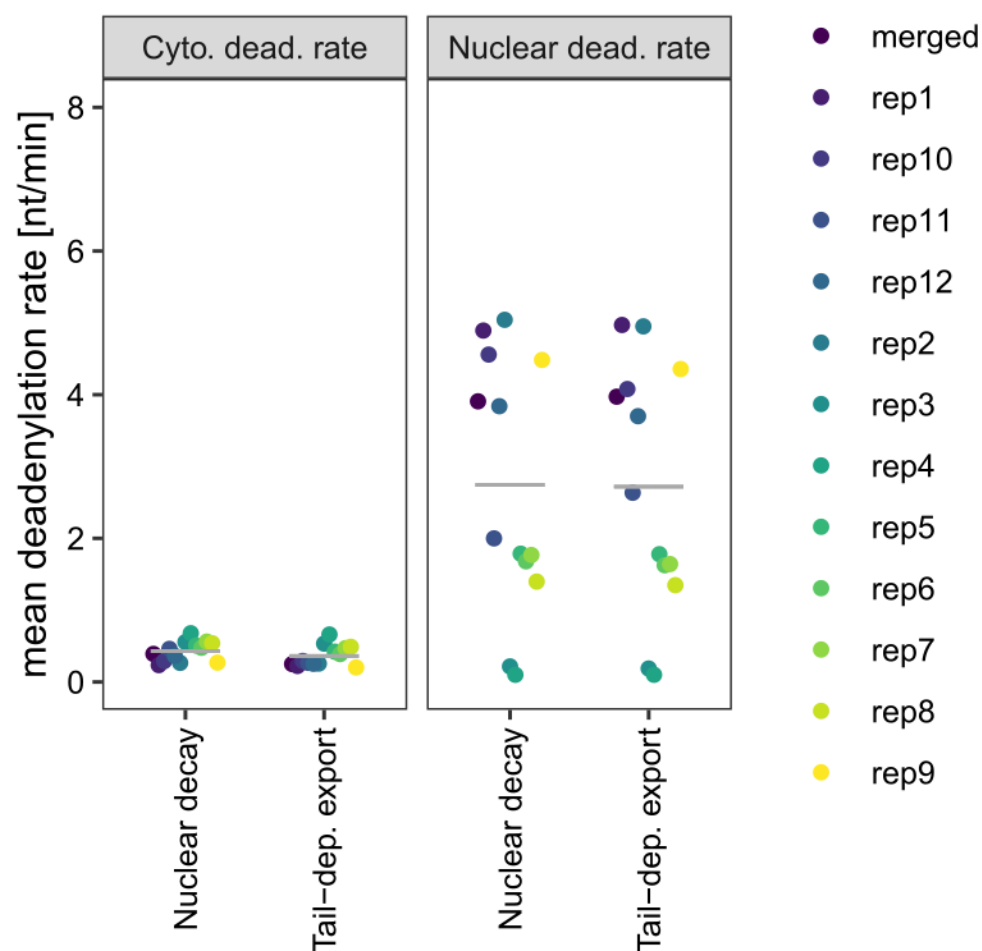 Cyto. dead. rate
Nuclear dead. rate
mean deadenylation rate [nt/min]
8
6
4
2
0
Nuclear decay
Tail−dep. export
Nuclear decay
Tail−dep. export
merged
rep1
rep10
rep11
rep12
rep2
rep3
rep4
rep5
rep6
rep7
rep8
rep9